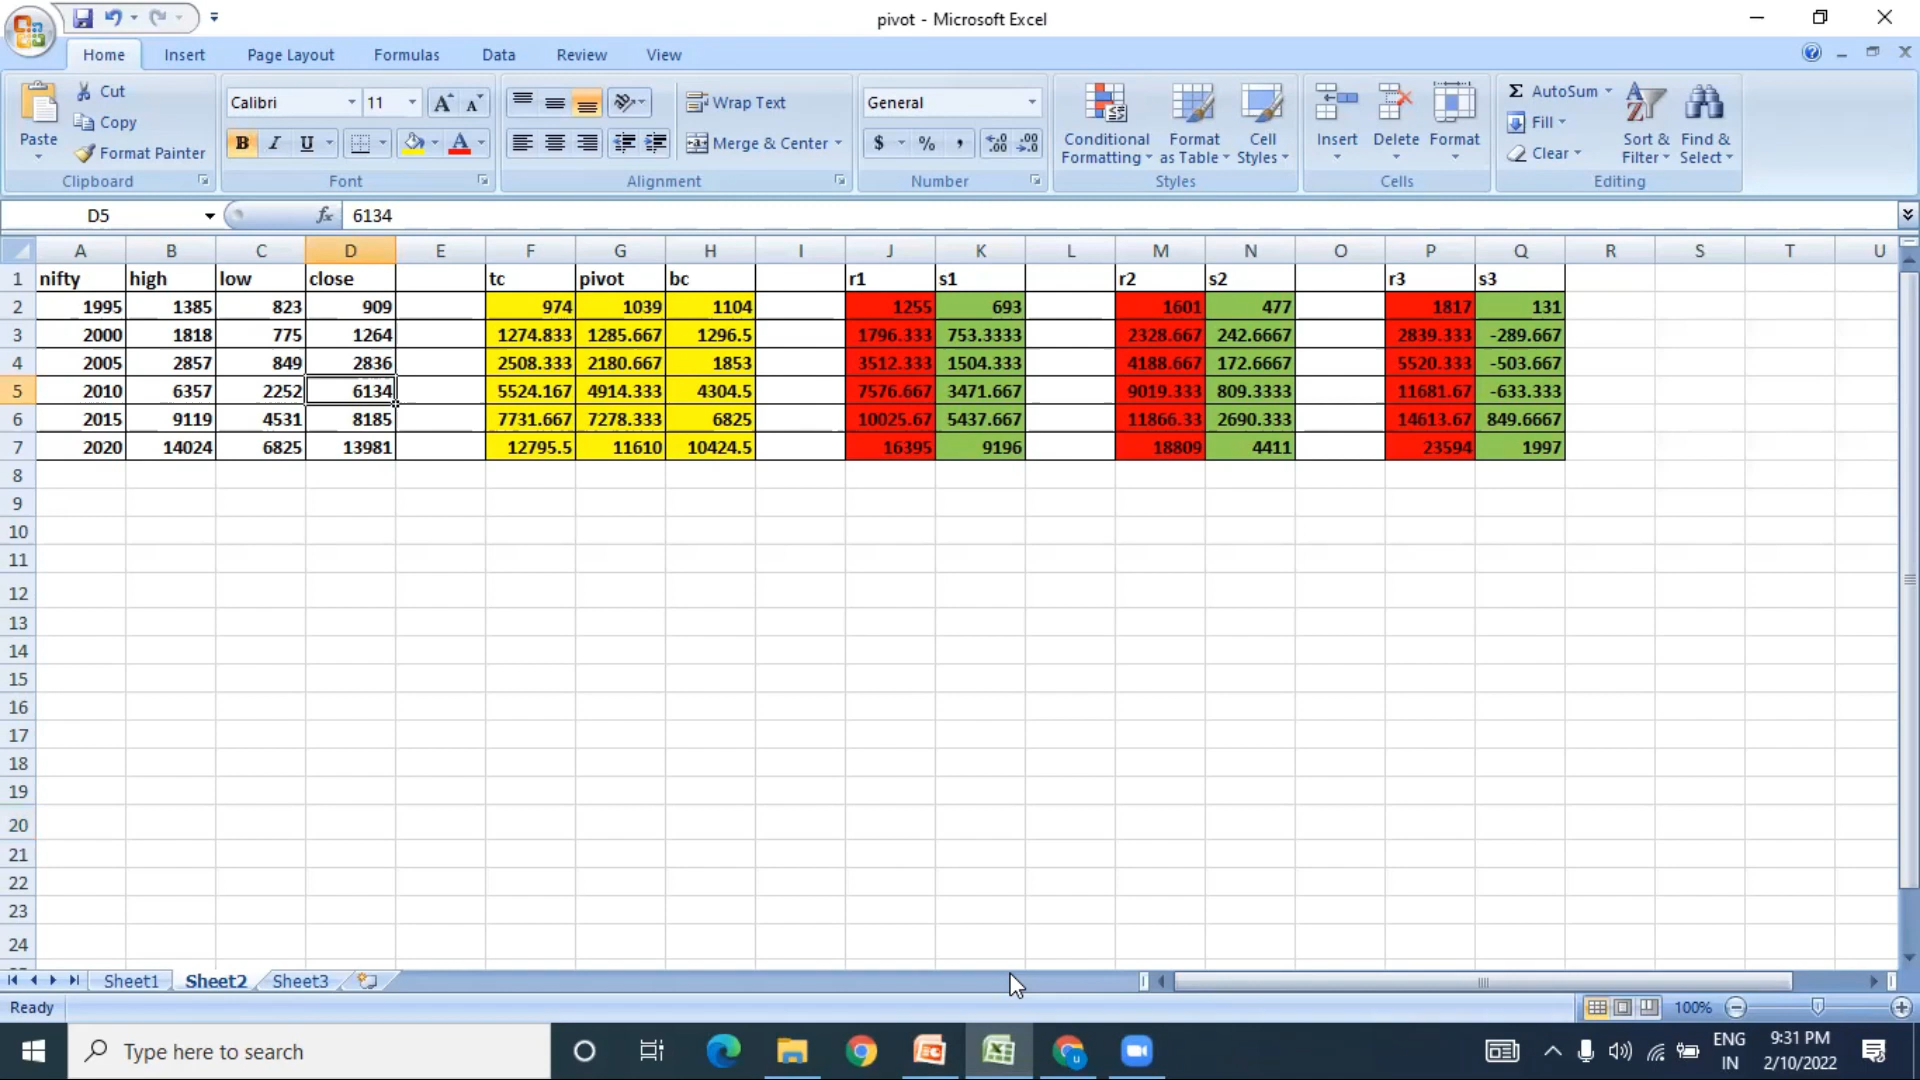 pivot - Microsoft Excel
Home Insert Page Layout Formulas Data Review View
Paste Cut Copy Format Painter Clipboard
Calibri 11 B I U Font
Wrap Text Merge & Center Alignment
General $ % , Number
Conditional Formatting Format as Table Cell Styles Styles
Insert Delete Format Cells
Σ AutoSum Fill Clear Sort & Filter Find & Select Editing
D5 fx 6134
A B C D E F G H I J K L M N O P Q R S T U
1 nifty high low close tc pivot bc r1 s1 r2 s2 r3 s3
2 1995 1385 823 909 974 1039 1104 1255 693 1601 477 1817 131
3 2000 1818 775 1264 1274.833 1285.667 1296.5 1796.333 753.3333 2328.667 242.6667 2839.333 -289.667
4 2005 2857 849 2836 2508.333 2180.667 1853 3512.333 1504.333 4188.667 172.6667 5520.333 -503.667
5 2010 6357 2252 6134 5524.167 4914.333 4304.5 7576.667 3471.667 9019.333 809.3333 11681.67 -633.333
6 2015 9119 4531 8185 7731.667 7278.333 6825 10025.67 5437.667 11866.33 2690.333 14613.67 849.6667
7 2020 14024 6825 13981 12795.5 11610 10424.5 16395 9196 18809 4411 23594 1997
8
9
10
11
12
13
14
15
16
17
18
19
20
21
22
23
24
Sheet1 Sheet2 Sheet3
Ready 100%
Type here to search
ENG 9:31 PM
IN 2/10/2022